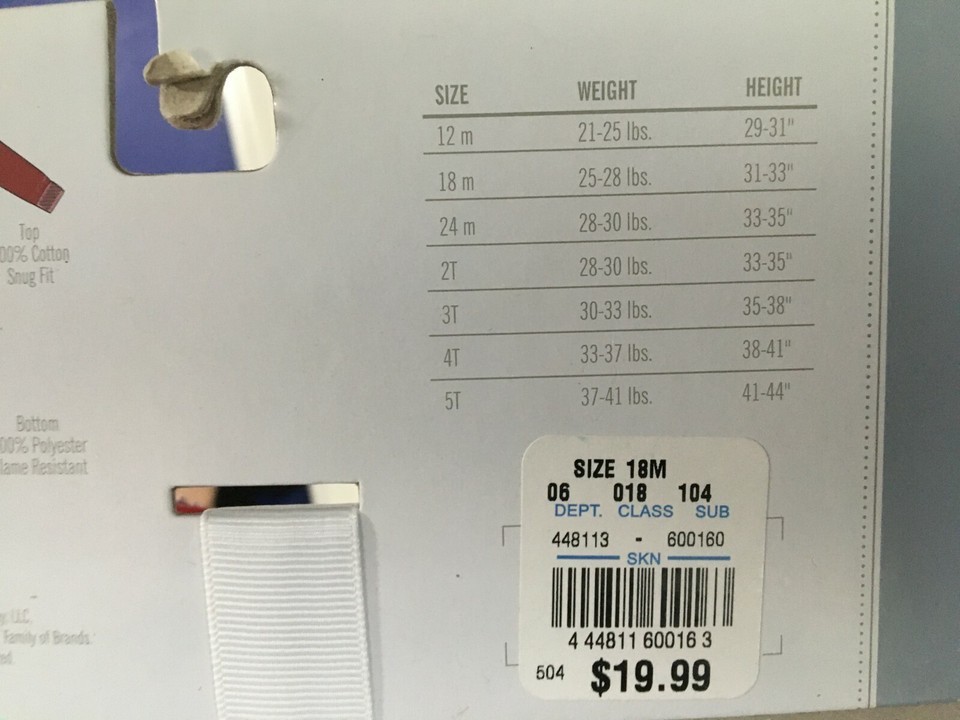 SIZE WEIGHT HEIGHT
12 m 21-25 lbs. 29-31"
18 m 25-28 lbs. 31-33"
24 m 28-30 lbs. 33-35"
2T 28-30 lbs. 33-35"
3T 30-33 lbs. 35-38"
4T 33-37 lbs. 38-41"
5T 37-41 lbs. 41-44"
Top
00% Cotton
Snug Fit
Bottom
00% Polyester
lame Resistant
LLC.
Family of Brands.
SIZE 18M
06 018 104
DEPT. CLASS SUB
448113 - 600160
SKN
4 44811 60016 3
504 $19.99